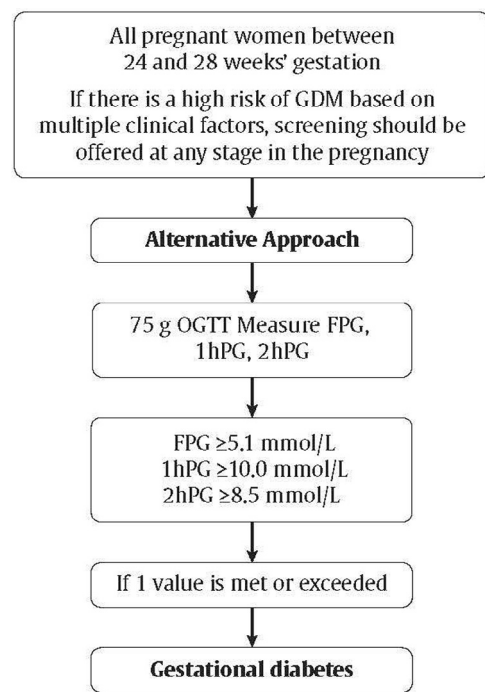 All pregnant women between
24 and 28 weeks' gestation
If there is a high risk of GDM based on
multiple clinical factors, screening should be
offered at any stage in the pregnancy
Alternative Approach
75 g OGTT Measure FPG,
1hPG, 2hPG
FPG ≥5.1 mmol/L
1hPG ≥10.0 mmol/L
2hPG ≥8.5 mmol/L
If 1 value is met or exceeded
Gestational diabetes